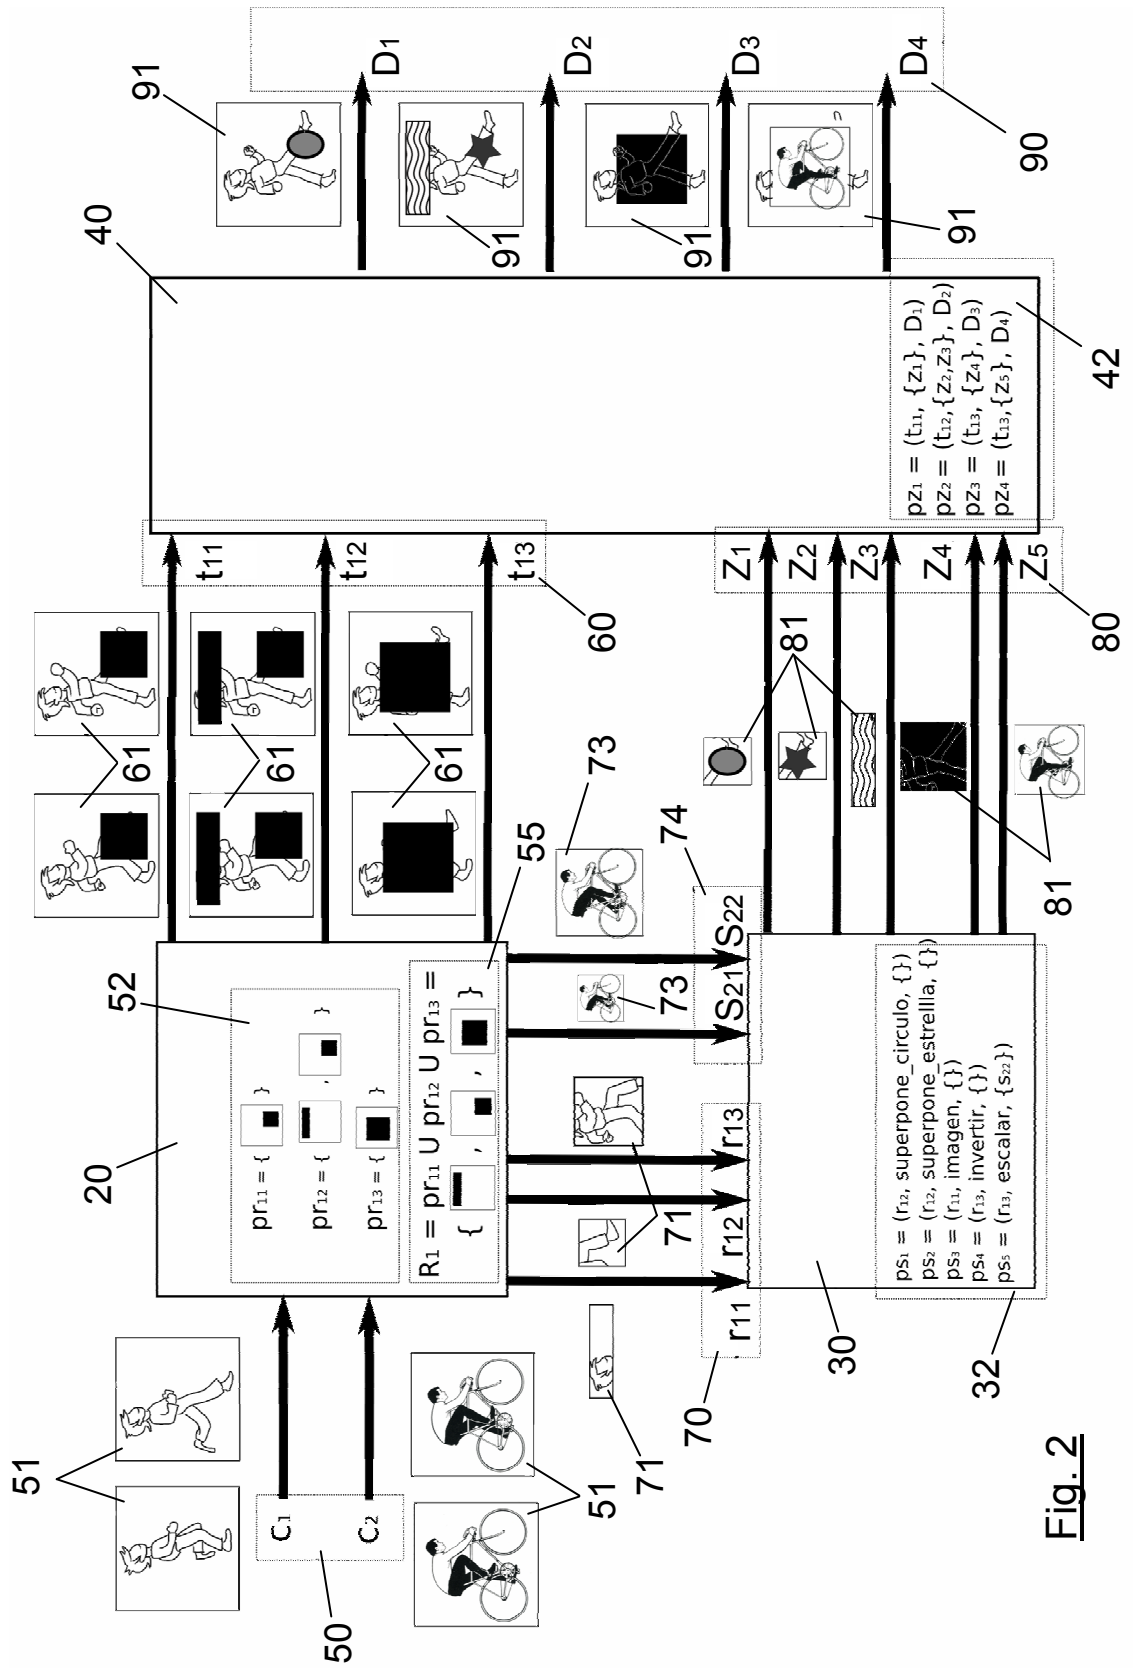 51
C1
C2
50
51
20
52
pr11 = { }
pr12 = { , }
pr13 = { }
R1 = pr11 U pr12 U pr13 =
{ , , }
55
61
61
61
t11
t12
t13
60
40
91
D1
91
D2
91
D3
91
D4
90
pz1 = (t11, {z1}, D1)
pz2 = (t12,{z2,z3}, D2)
pz3 = (t13, {z4}, D3)
pz4 = (t13,{z5}, D4)
42
71
71
73
73
74
70
r11
r12
r13
S21
S22
30
ps1 = (r12, superpone_circulo, {})
ps2 = (r12, superpone_estrellla, {})
ps3 = (r11, imagen, {})
ps4 = (r13, invertir, {})
ps5 = (r13, escalar, {s22})
32
81
81
Z1
Z2
Z3
Z4
Z5
80
Fig. 2